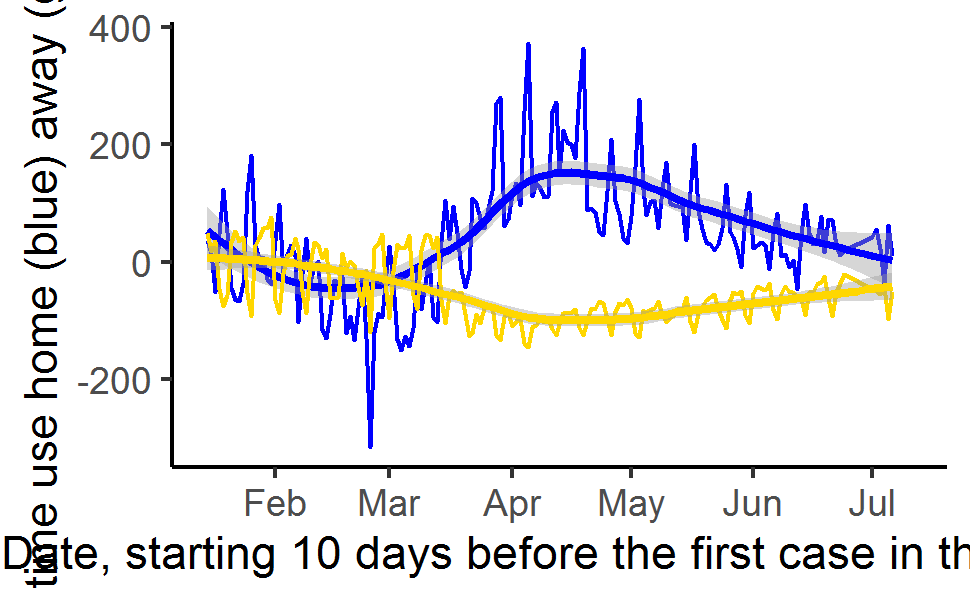 time use home (blue) away (g
400
200
0
-200
Feb Mar Apr May Jun Jul
Date, starting 10 days before the first case in th